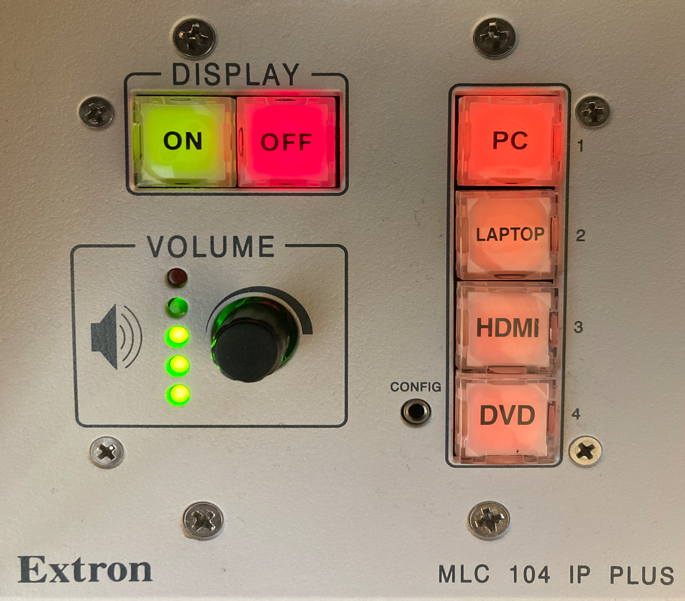 DISPLAY
ON OFF
VOLUME
PC 1
LAPTOP 2
HDMI 3
DVD 4
CONFIG
Extron
MLC 104 IP PLUS